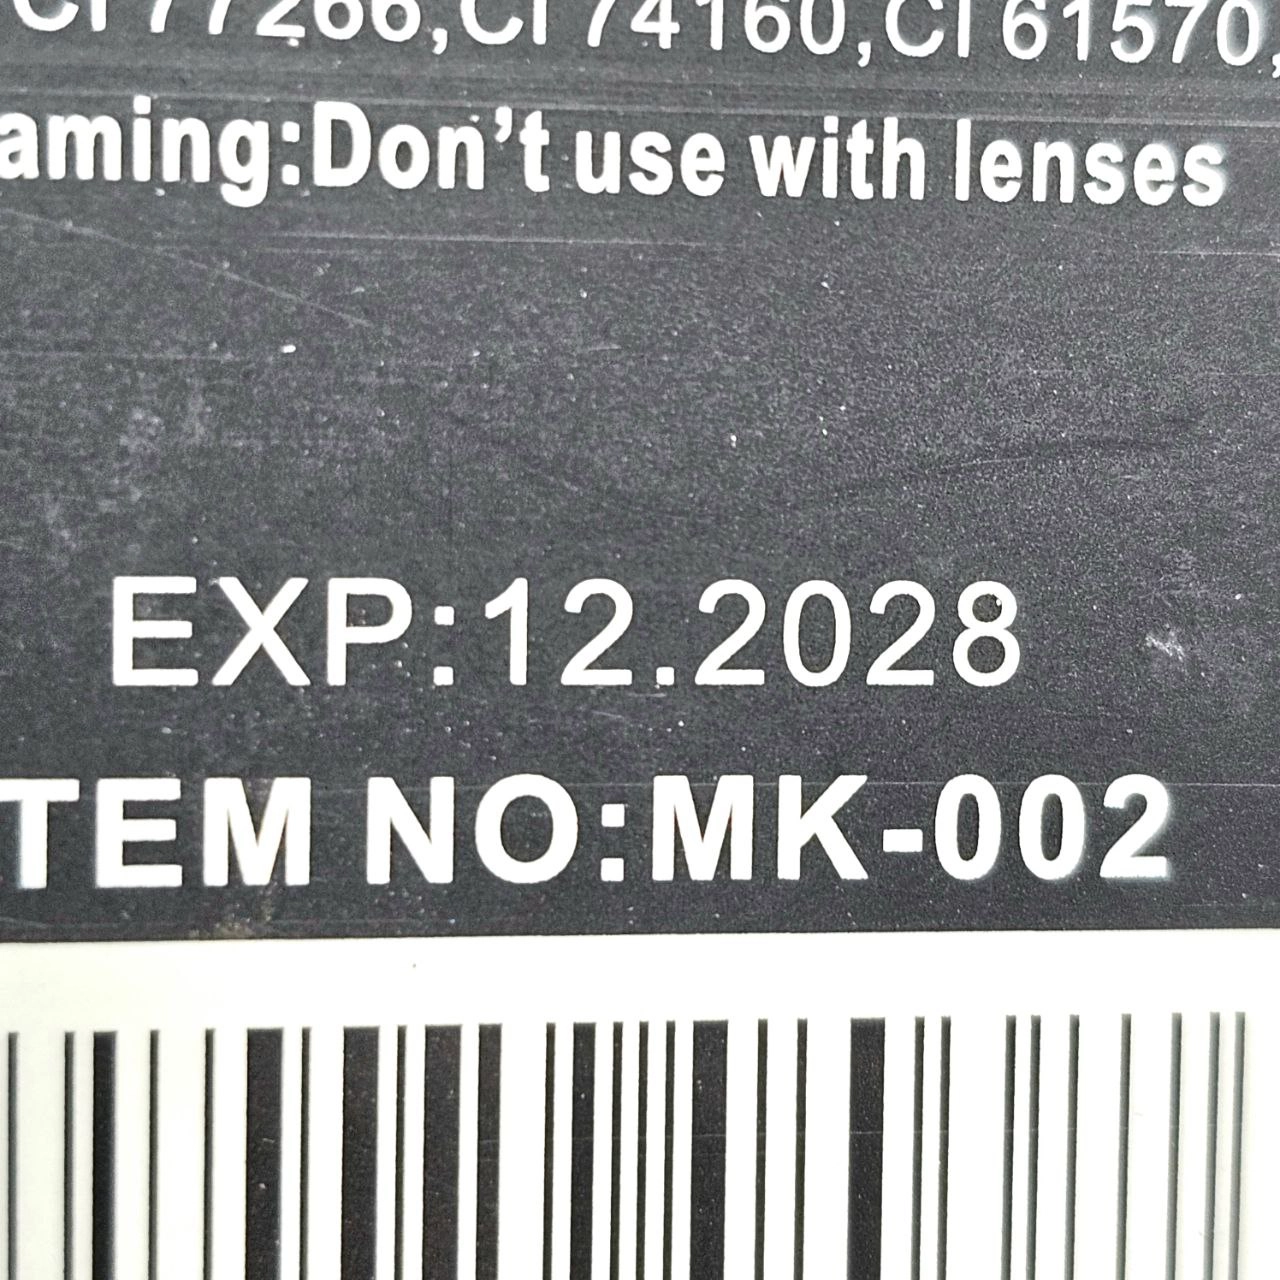 CI 77266,CI 74160,CI 61570,
aming:Don't use with lenses
EXP:12.2028
TEM NO:MK-002